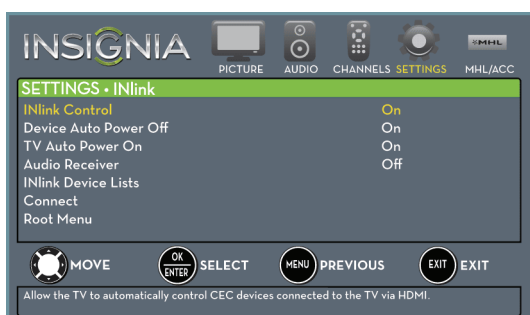 INSIGNIA
PICTURE AUDIO CHANNELS SETTINGS MHL MHL/ACC
SETTINGS • INlink
INlink Control On
Device Auto Power Off On
TV Auto Power On On
Audio Receiver Off
INlink Device Lists
Connect
Root Menu
MOVE OK ENTER SELECT MENU PREVIOUS EXIT EXIT
Allow the TV to automatically control CEC devices connected to the TV via HDMI.